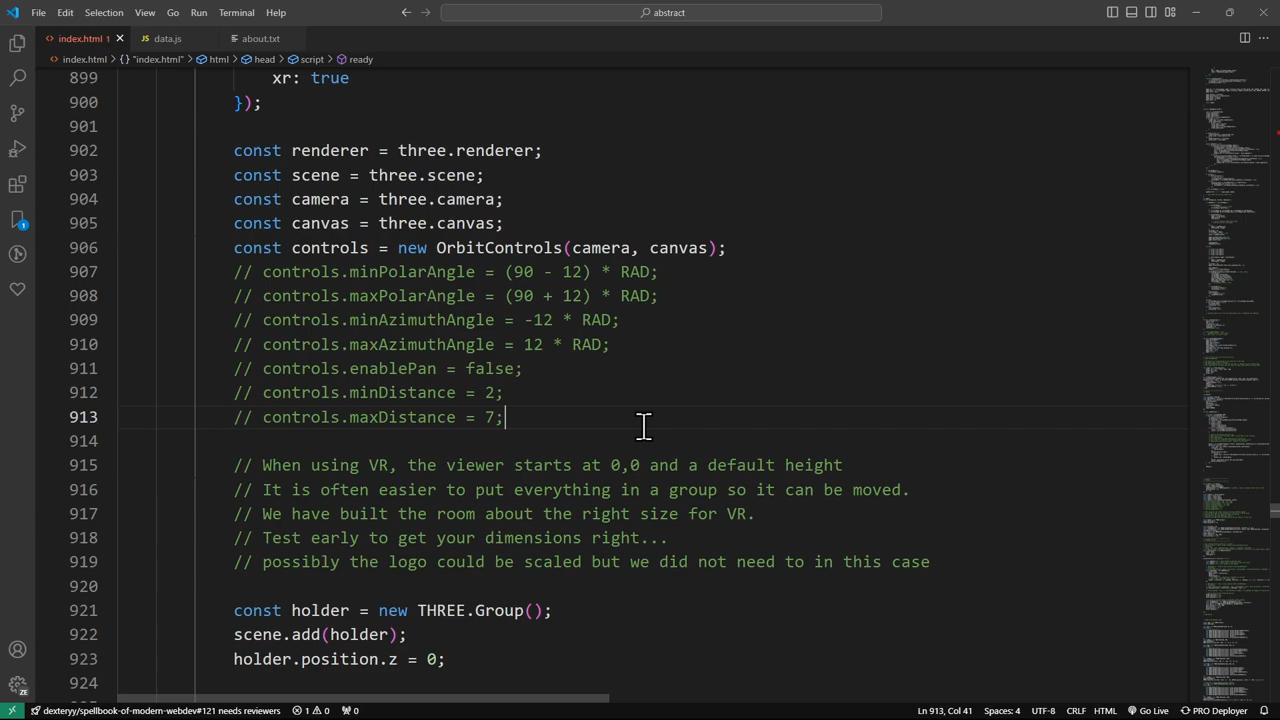 File Edit Selection View Go Run Terminal Help
abstract
index.html 1
data.js
about.txt
index.html > "index.html" > html > head > script > ready
899 xr: true
900 });
901
902 const renderer = three.renderer;
903 const scene = three.scene;
904 const camera = three.camera;
905 const canvas = three.canvas;
906 const controls = new OrbitControls(camera, canvas);
907 // controls.minPolarAngle = (90 - 12) * RAD;
908 // controls.maxPolarAngle = (90 + 12) * RAD;
909 // controls.minAzimuthAngle = -12 * RAD;
910 // controls.maxAzimuthAngle = 12 * RAD;
911 // controls.enablePan = false;
912 // controls.minDistance = 2;
913 // controls.maxDistance = 7;
914
915 // When using VR, the viewer starts at 0,0 and a default height
916 // It is often easier to put everything in a group so it can be moved.
917 // We have built the room about the right size for VR.
918 // Test early to get your dimensions right...
919 // possibly the logo could be scaled but we did not need to in this case
920
921 const holder = new THREE.Group();
922 scene.add(holder);
923 holder.position.z = 0;
924
dextery #spellbook-of-modern-webdev#121 needs review 1 0 0 Ln 913, Col 41 Spaces: 4 UTF-8 CRLF HTML Go Live PRO Deployer